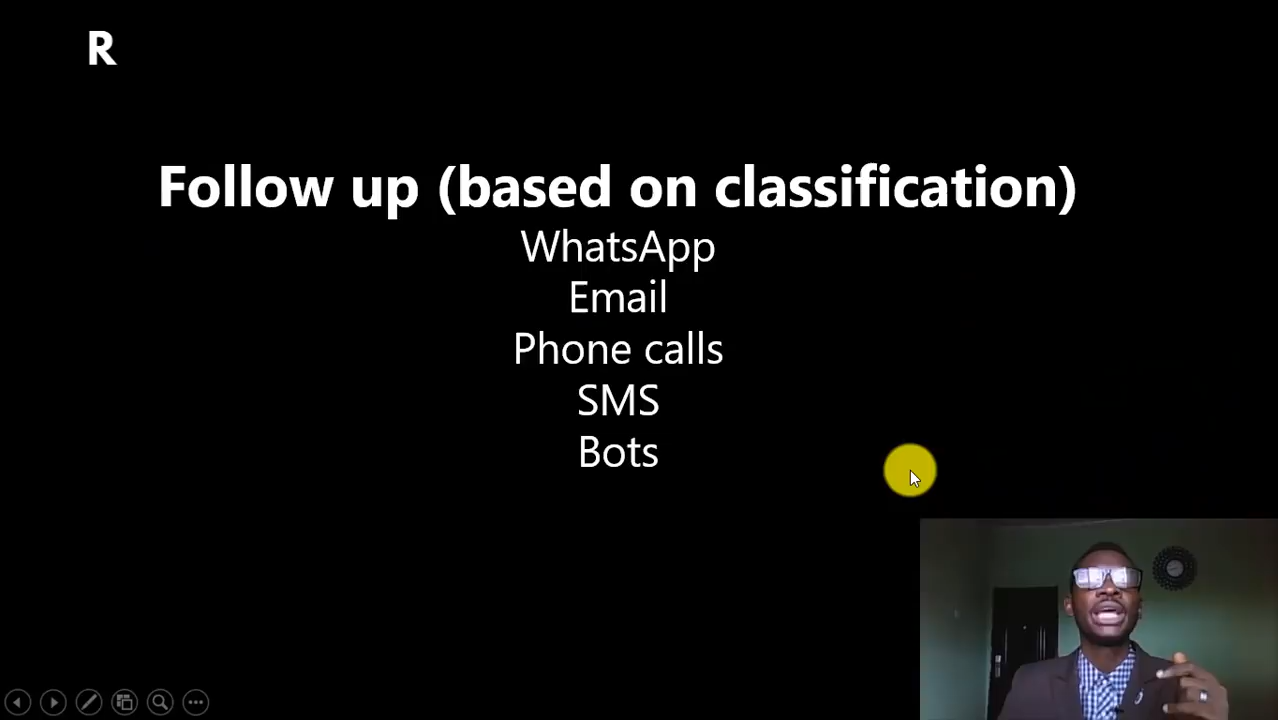 R
Follow up (based on classification)
WhatsApp
Email
Phone calls
SMS
Bots